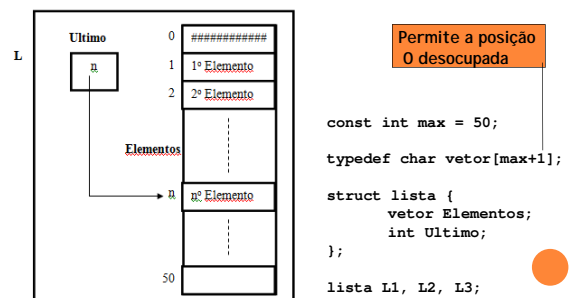 L
Ultimo
n
Elementos
0 ############
1 1º Elemento
2 2º Elemento
n nº Elemento
50
Permite a posição
0 desocupada
const int max = 50;
typedef char vetor[max+1];
struct lista {
vetor Elementos;
int Ultimo;
};
lista L1, L2, L3;